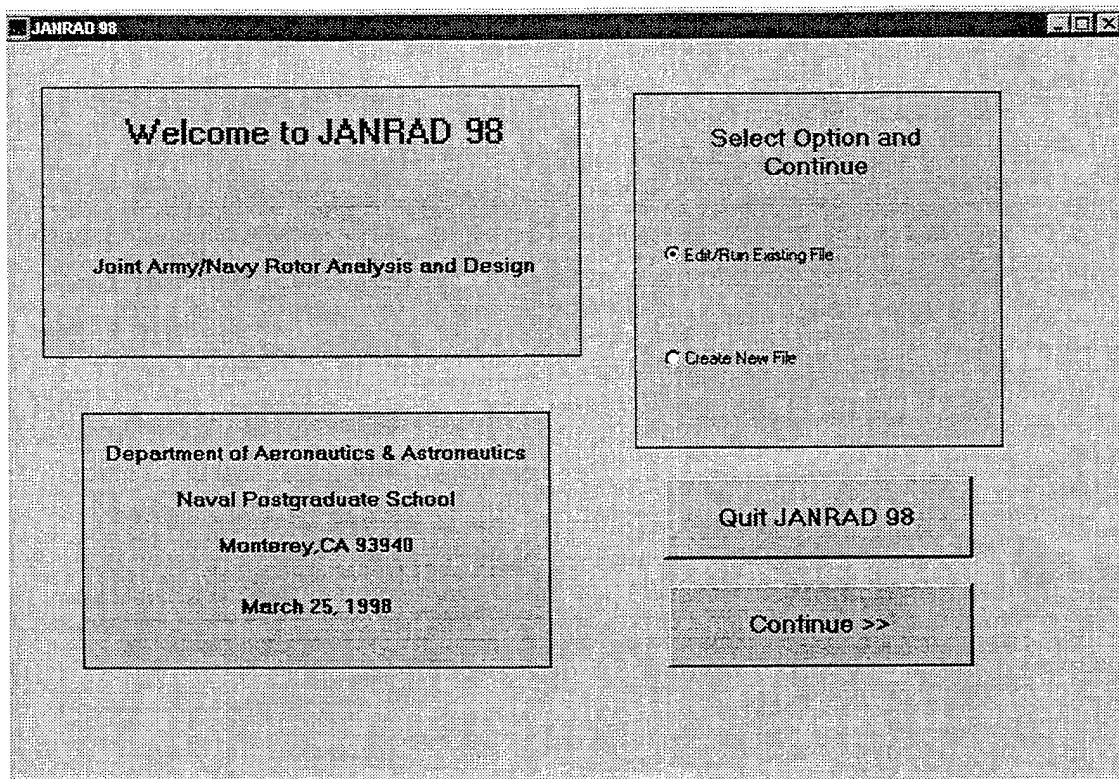 JANRAD 98
Welcome to JANRAD 98
Joint Army/Navy Rotor Analysis and Design
Department of Aeronautics & Astronautics
Naval Postgraduate School
Monterey,CA 93940
March 25, 1998
Select Option and
Continue
Edit/Run Existing File
Create New File
Quit JANRAD 98
Continue >>